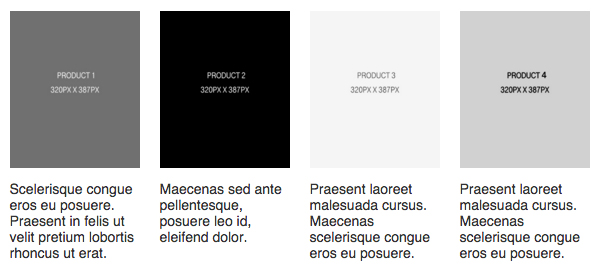 PRODUCT 1
320PX X 387PX
PRODUCT 2
320PX X 387PX
PRODUCT 3
320PX X 387PX
PRODUCT 4
320PX X 387PX
Scelerisque congue
eros eu posuere.
Praesent in felis ut
velit pretium lobortis
rhoncus ut erat.
Maecenas sed ante
pellentesque,
posuere leo id,
eleifend dolor.
Praesent laoreet
malesuada cursus.
Maecenas
scelerisque congue
eros eu posuere.
Praesent laoreet
malesuada cursus.
Maecenas
scelerisque congue
eros eu posuere.